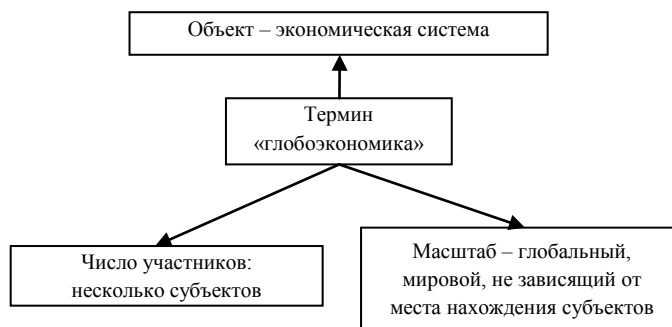 Объект – экономическая система
Термин
«глобоэкономика»
Число участников:
несколько субъектов
Масштаб – глобальный,
мировой, не зависящий от
места нахождения субъектов